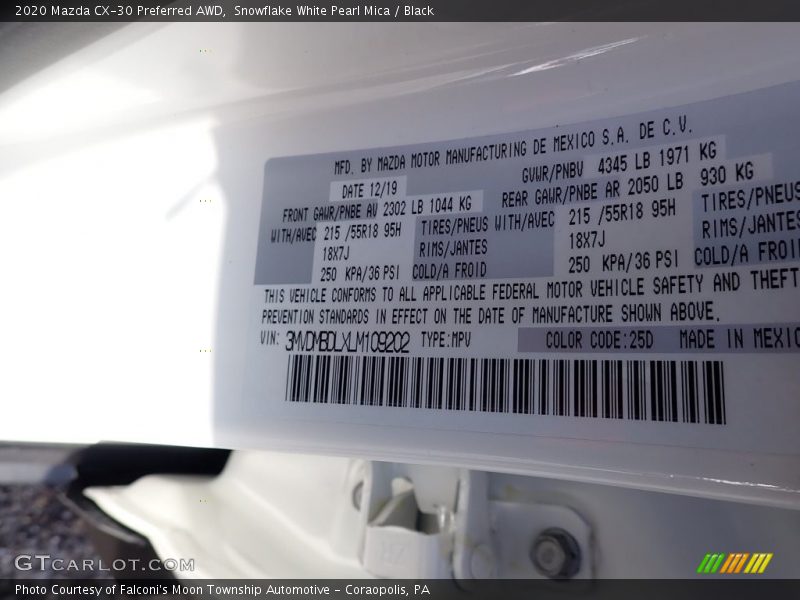 2020 Mazda CX-30 Preferred AWD, Snowflake White Pearl Mica / Black
MFD. BY MAZDA MOTOR MANUFACTURING DE MEXICO S.A. DE C.V.
DATE 12/19 GVWR/PNBV 4345 LB 1971 KG
FRONT GAWR/PNBE AV 2302 LB 1044 KG REAR GAWR/PNBE AR 2050 LB 930 KG
WITH/AVEC 215 /55R18 95H TIRES/PNEUS WITH/AVEC 215 /55R18 95H TIRES/PNEUS
18X7J RIMS/JANTES 18X7J RIMS/JANTES
250 KPA/36 PSI COLD/A FROID 250 KPA/36 PSI COLD/A FROID
THIS VEHICLE CONFORMS TO ALL APPLICABLE FEDERAL MOTOR VEHICLE SAFETY AND THEFT
PREVENTION STANDARDS IN EFFECT ON THE DATE OF MANUFACTURE SHOWN ABOVE.
VIN: 3MVDMBDLXLM109202 TYPE:MPV COLOR CODE:25D MADE IN MEXICO
GTCARLOT.COM
Photo Courtesy of Falconi's Moon Township Automotive - Coraopolis, PA